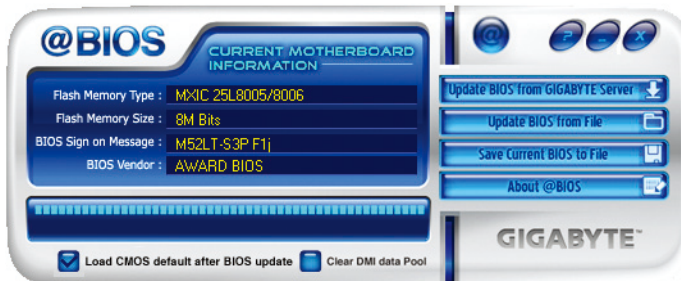 @BIOS
CURRENT MOTHERBOARD
INFORMATION
Flash Memory Type : MXIC 25L8005/8006
Flash Memory Size : 8M Bits
BIOS Sign on Message : M52LT-S3P F1j
BIOS Vendor : AWARD BIOS
Load CMOS default after BIOS update Clear DMI data Pool
@ ? - X
Update BIOS from GIGABYTE Server
Update BIOS from File
Save Current BIOS to File
About @BIOS
GIGABYTE™